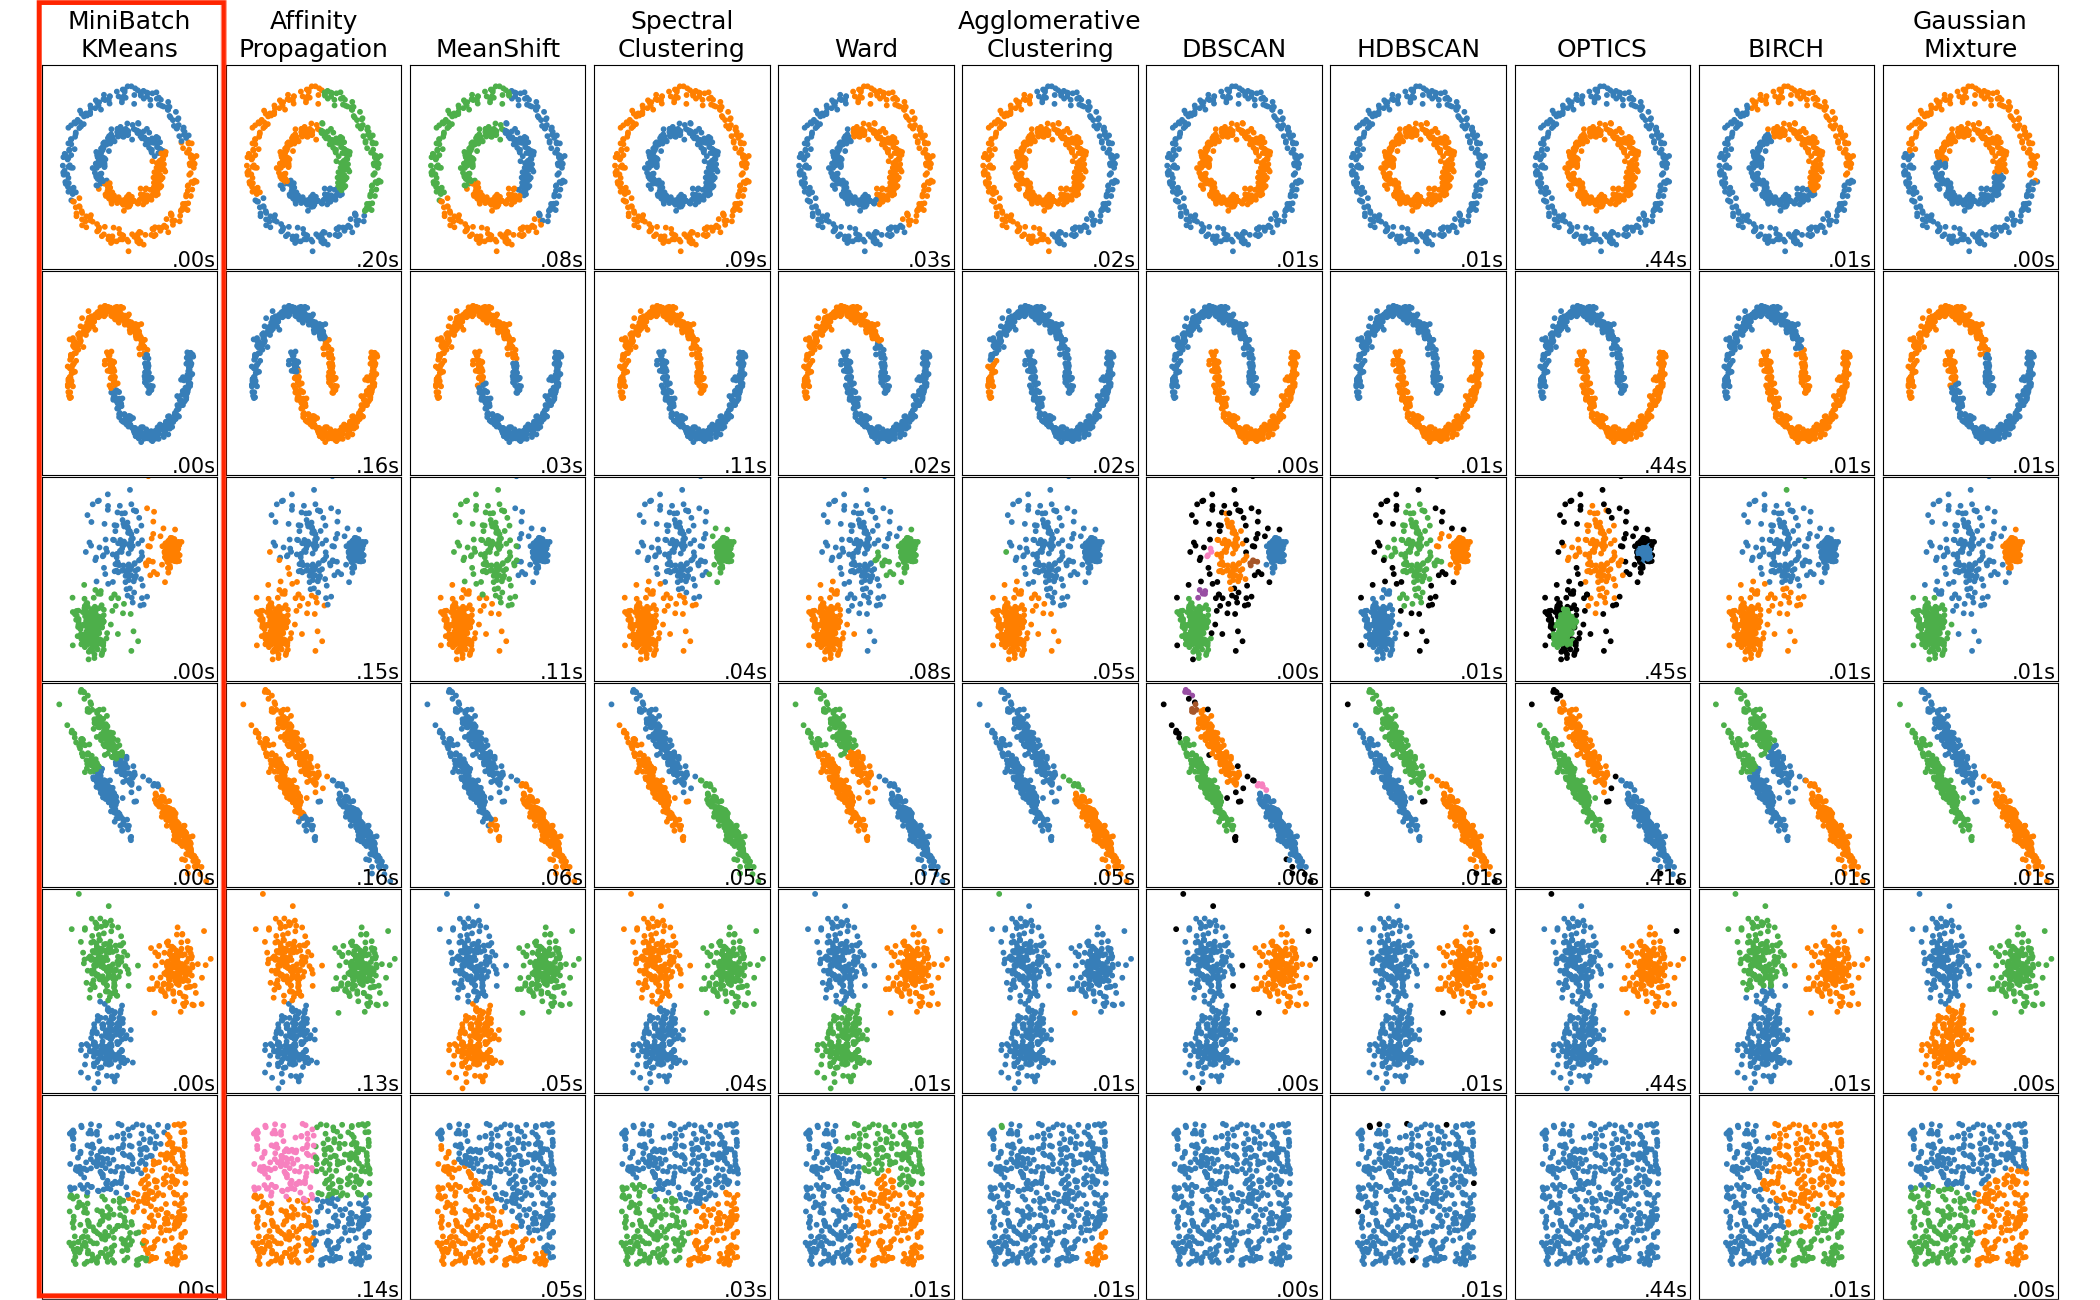 MiniBatch
KMeans
Affinity
Propagation
MeanShift
Spectral
Clustering
Ward
Agglomerative
Clustering
DBSCAN
HDBSCAN
OPTICS
BIRCH
Gaussian
Mixture
.00s .20s .08s .09s .03s .02s .01s .01s .44s .01s .00s
.00s .16s .03s .11s .02s .02s .00s .01s .44s .01s .01s
.00s .15s .11s .04s .08s .05s .00s .01s .45s .01s .01s
.00s .16s .06s .05s .07s .05s .00s .01s .41s .01s .01s
.00s .13s .05s .04s .01s .01s .00s .01s .44s .01s .00s
.00s .14s .05s .03s .01s .01s .00s .01s .44s .01s .00s